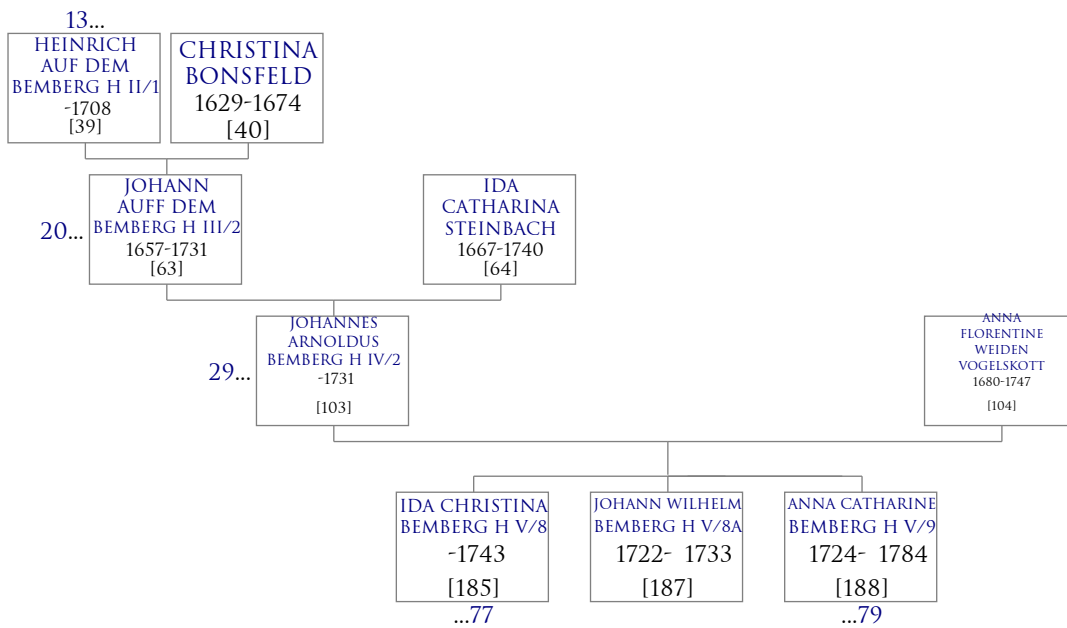 13...
HEINRICH
AUF DEM
BEMBERG H II/1
-1708
[39]
CHRISTINA
BONSFELD
1629-1674
[40]
20...
JOHANN
AUFF DEM
BEMBERG H III/2
1657-1731
[63]
IDA
CATHARINA
STEINBACH
1667-1740
[64]
29...
JOHANNES
ARNOLDUS
BEMBERG H IV/2
-1731
[103]
ANNA
FLORENTINE
WEIDEN
VOGELSKOTT
1680-1747
[104]
IDA CHRISTINA
BEMBERG H V/8
-1743
[185]
...77
JOHANN WILHELM
BEMBERG H V/8A
1722- 1733
[187]
ANNA CATHARINE
BEMBERG H V/9
1724- 1784
[188]
...79